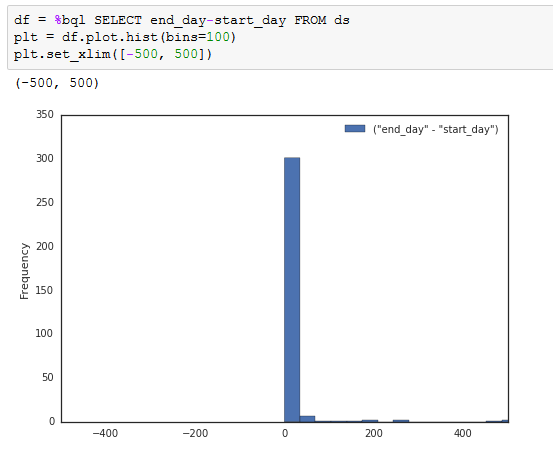 df = %bql SELECT end_day-start_day FROM ds
plt = df.plot.hist(bins=100)
plt.set_xlim([-500, 500])
(-500, 500)
("end_day" - "start_day")
Frequency
350
300
250
200
150
100
50
0
−400 −200 0 200 400